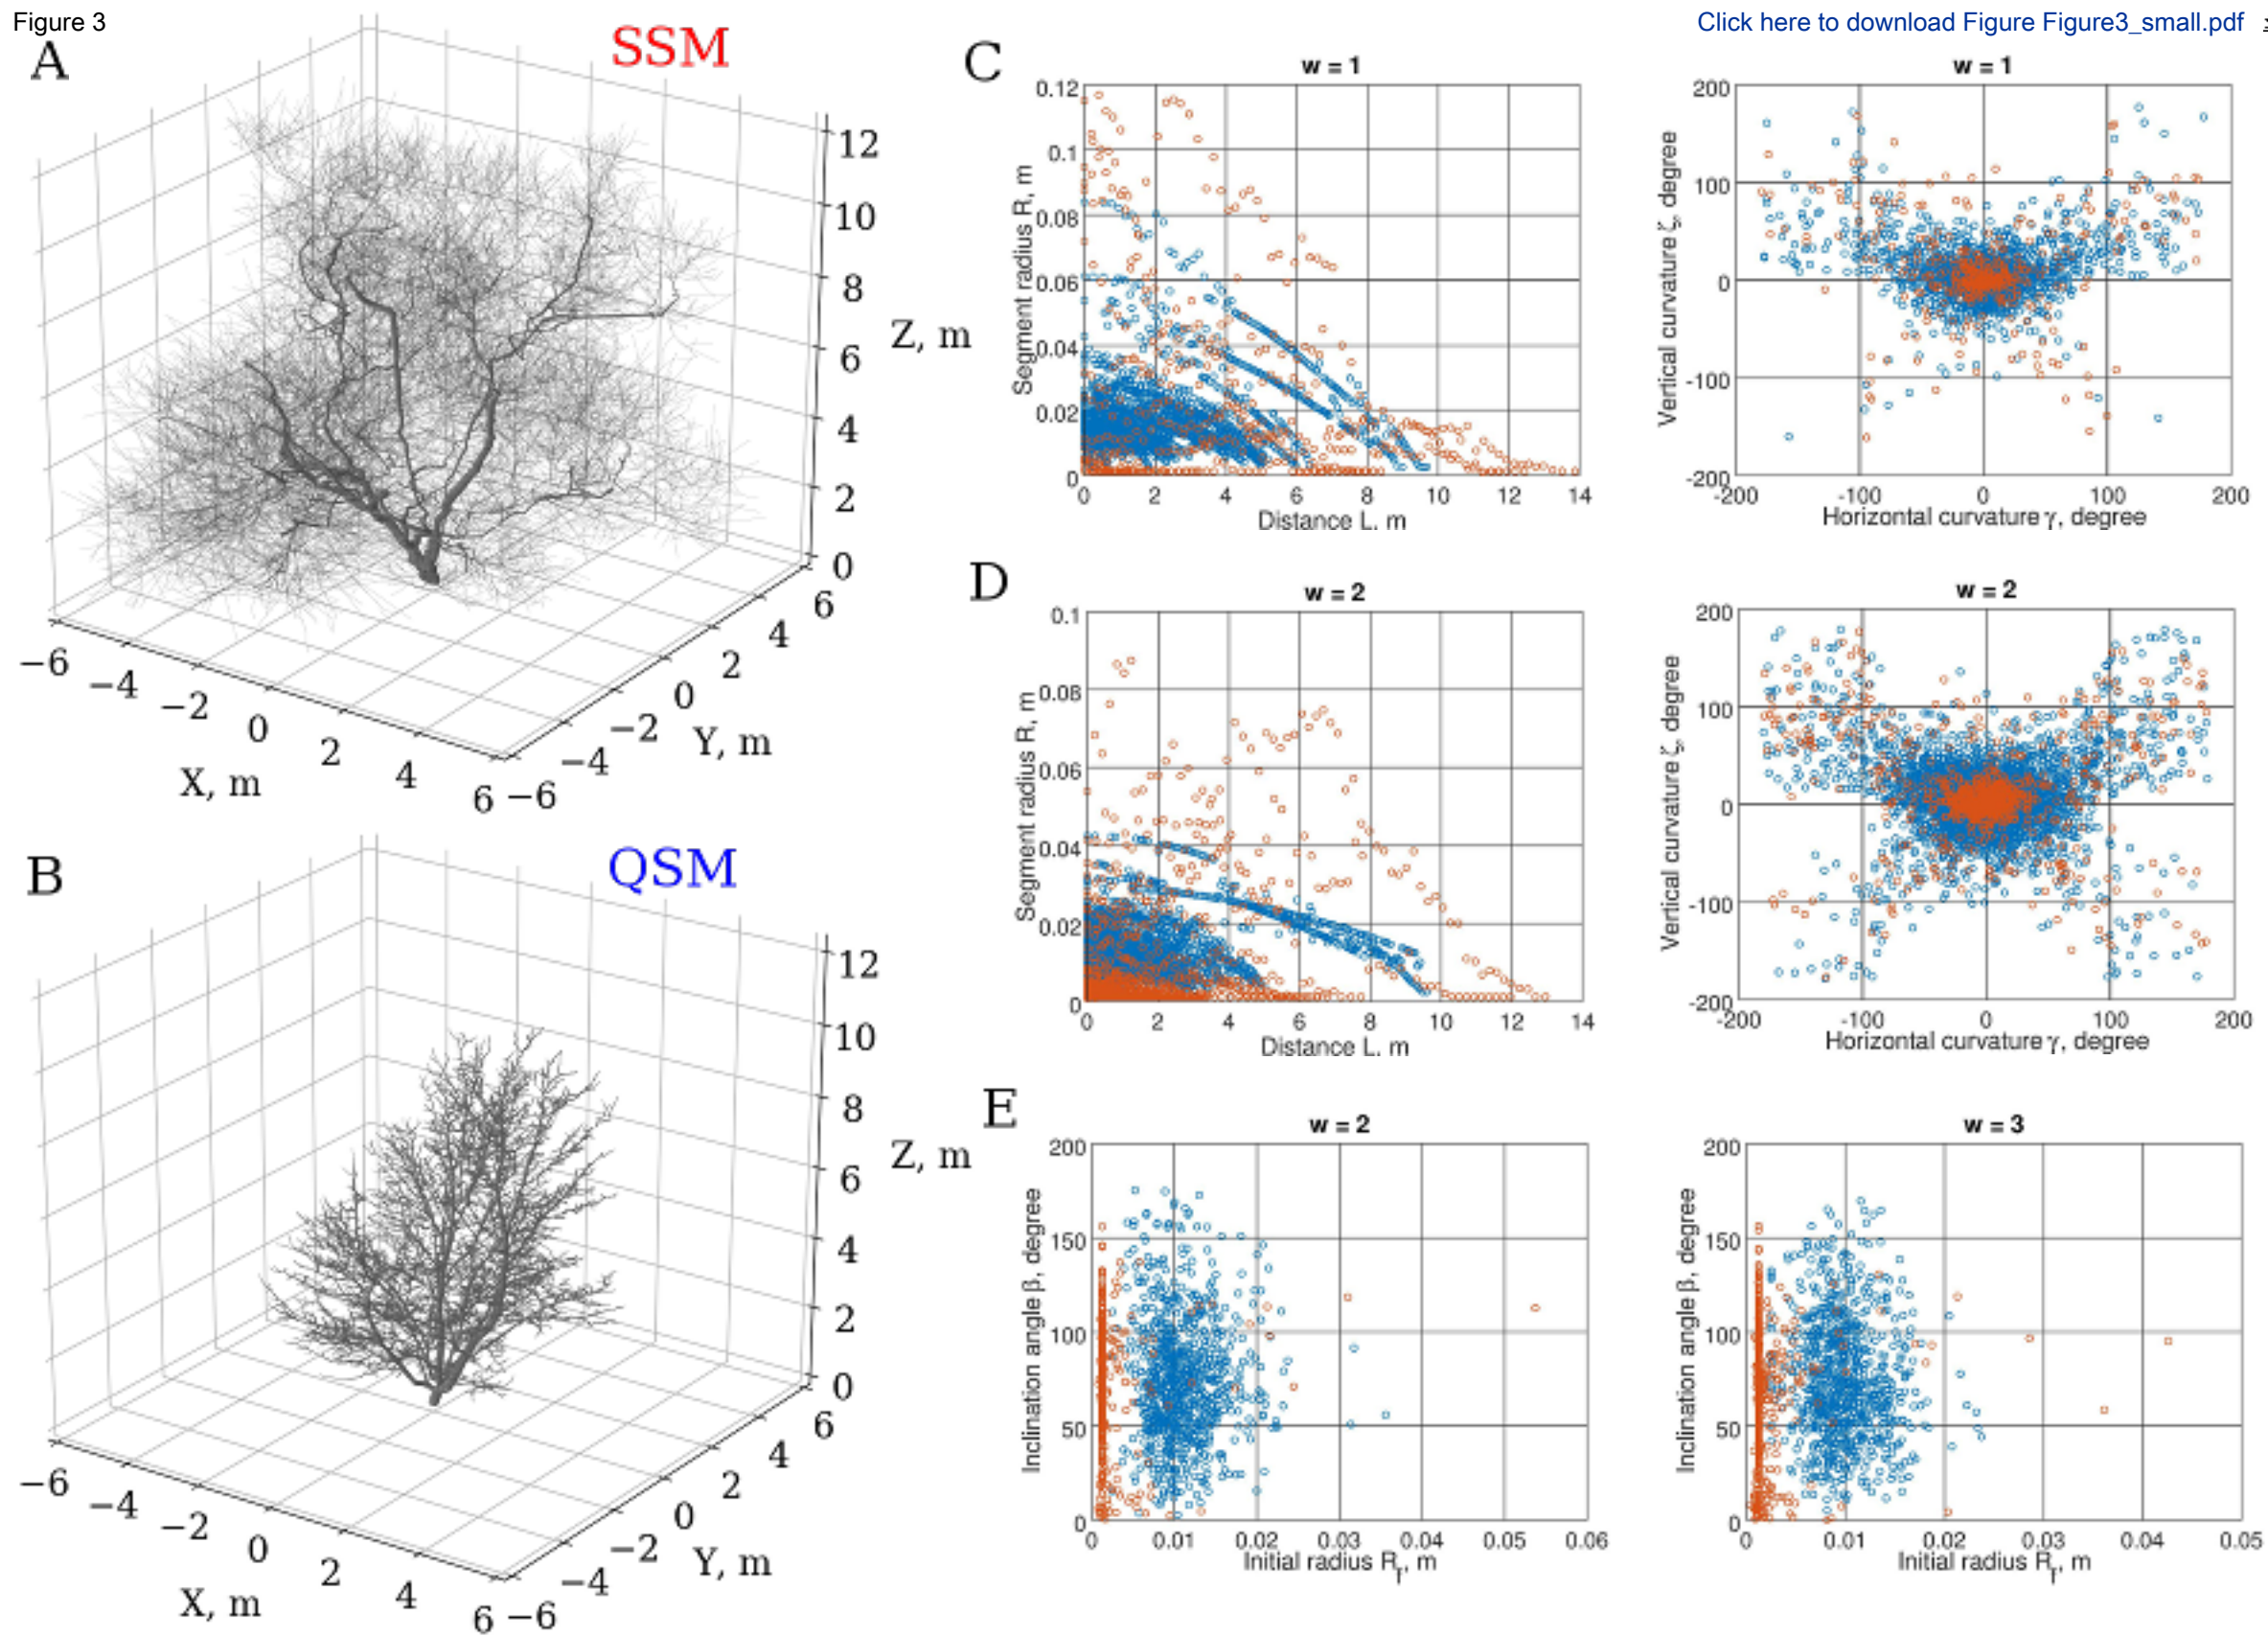 Figure 3
Click here to download Figure Figure3_small.pdf
A
SSM
12
10
8
6
4
2
0
Z, m
−6
−4
−2
0
2
4
6
X, m
−6
−4
−2
0
2
4
6
Y, m
B
QSM
12
10
8
6
4
2
0
Z, m
−6
−4
−2
0
2
4
6
X, m
−6
−4
−2
0
2
4
6
Y, m
C
w = 1
0.12
0.1
0.08
0.06
0.04
0.02
0
Segment radius R, m
0 2 4 6 8 10 12 14
Distance L, m
w = 1
200
100
0
-100
-200
Vertical curvature ζ, degree
-200 -100 0 100 200
Horizontal curvature γ, degree
D
w = 2
0.1
0.08
0.06
0.04
0.02
0
Segment radius R, m
0 2 4 6 8 10 12 14
Distance L, m
w = 2
200
100
0
-100
-200
Vertical curvature ζ, degree
-200 -100 0 100 200
Horizontal curvature γ, degree
E
w = 2
200
150
100
50
0
Inclination angle β, degree
0 0.01 0.02 0.03 0.04 0.05 0.06
Initial radius R_f, m
w = 3
200
150
100
50
0
Inclination angle β, degree
0 0.01 0.02 0.03 0.04 0.05
Initial radius R_f, m